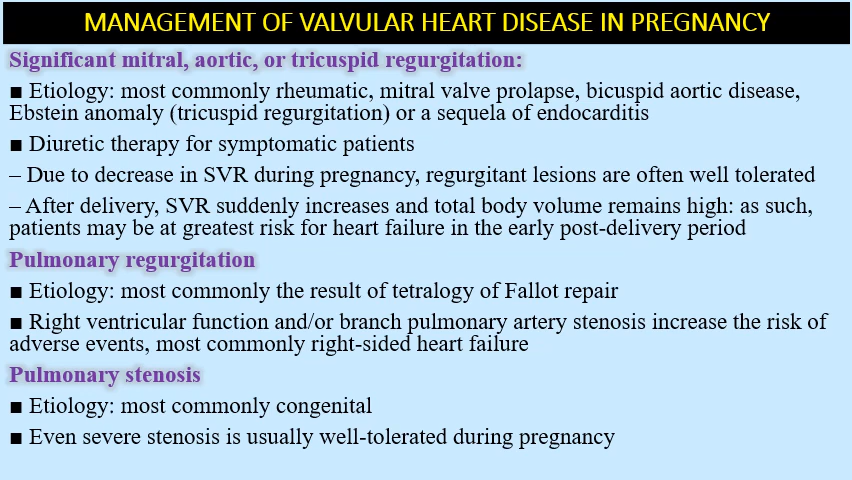 MANAGEMENT OF VALVULAR HEART DISEASE IN PREGNANCY
Significant mitral, aortic, or tricuspid regurgitation:
■ Etiology: most commonly rheumatic, mitral valve prolapse, bicuspid aortic disease,
Ebstein anomaly (tricuspid regurgitation) or a sequela of endocarditis
■ Diuretic therapy for symptomatic patients
– Due to decrease in SVR during pregnancy, regurgitant lesions are often well tolerated
– After delivery, SVR suddenly increases and total body volume remains high: as such,
patients may be at greatest risk for heart failure in the early post-delivery period
Pulmonary regurgitation
■ Etiology: most commonly the result of tetralogy of Fallot repair
■ Right ventricular function and/or branch pulmonary artery stenosis increase the risk of
adverse events, most commonly right-sided heart failure
Pulmonary stenosis
■ Etiology: most commonly congenital
■ Even severe stenosis is usually well-tolerated during pregnancy